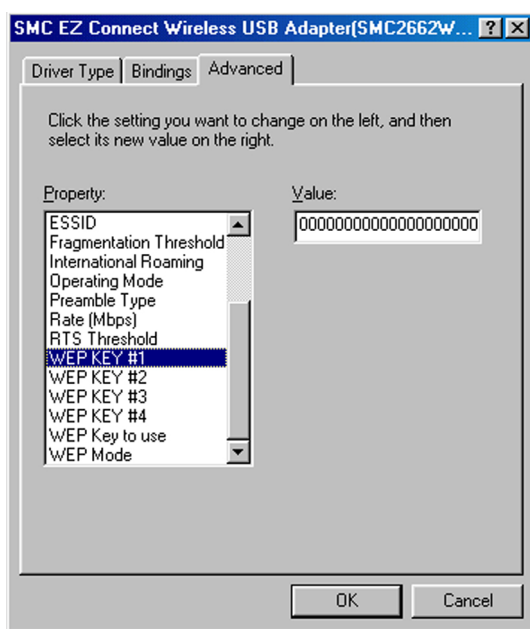 SMC EZ Connect Wireless USB Adapter(SMC2662W...
Driver Type Bindings Advanced
Click the setting you want to change on the left, and then
select its new value on the right.
Property: Value:
ESSID 00000000000000000000
Fragmentation Threshold
International Roaming
Operating Mode
Preamble Type
Rate (Mbps)
RTS Threshold
WEP KEY #1
WEP KEY #2
WEP KEY #3
WEP KEY #4
WEP Key to use
WEP Mode
OK Cancel